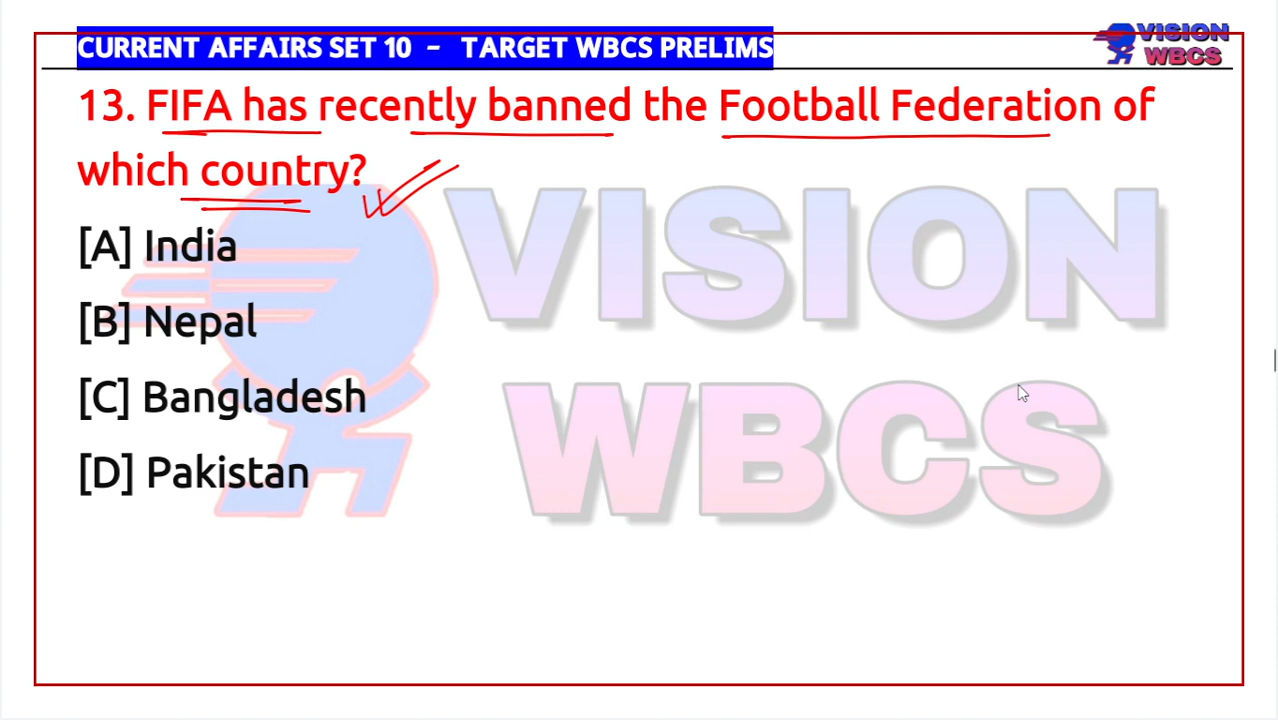 CURRENT AFFAIRS SET 10 – TARGET WBCS PRELIMS
VISION
WBCS
13. FIFA has recently banned the Football Federation of
which country?
[A] India
[B] Nepal
[C] Bangladesh
[D] Pakistan
VISION
WBCS